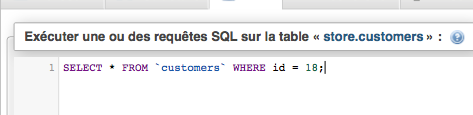 Exécuter une ou des requêtes SQL sur la table « store.customers » :
1 SELECT * FROM `customers` WHERE id = 18;